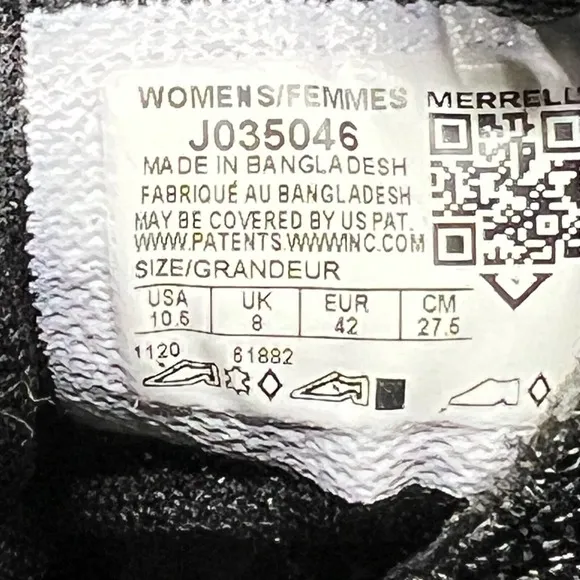 WOMENS/FEMMES MERRELL
J035046
MADE IN BANGLADESH
FABRIQUÉ AU BANGLADESH
MAY BE COVERED BY US PAT.
WWW.PATENTS.WWWINC.COM
SIZE/GRANDEUR
USA UK EUR CM
10.5 8 42 27.5
1120 61882